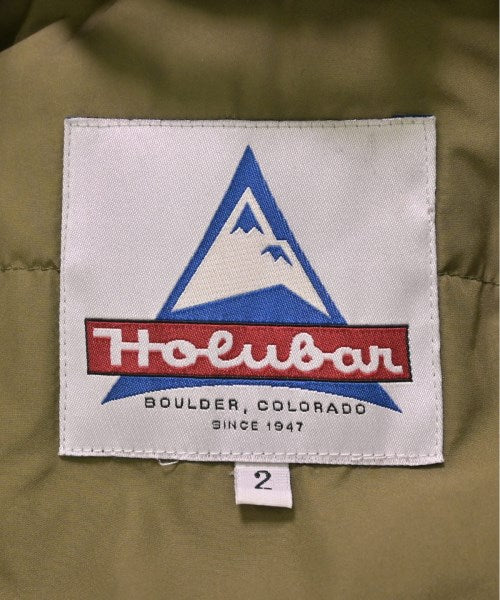 Holubar
BOULDER, COLORADO
SINCE 1947
2